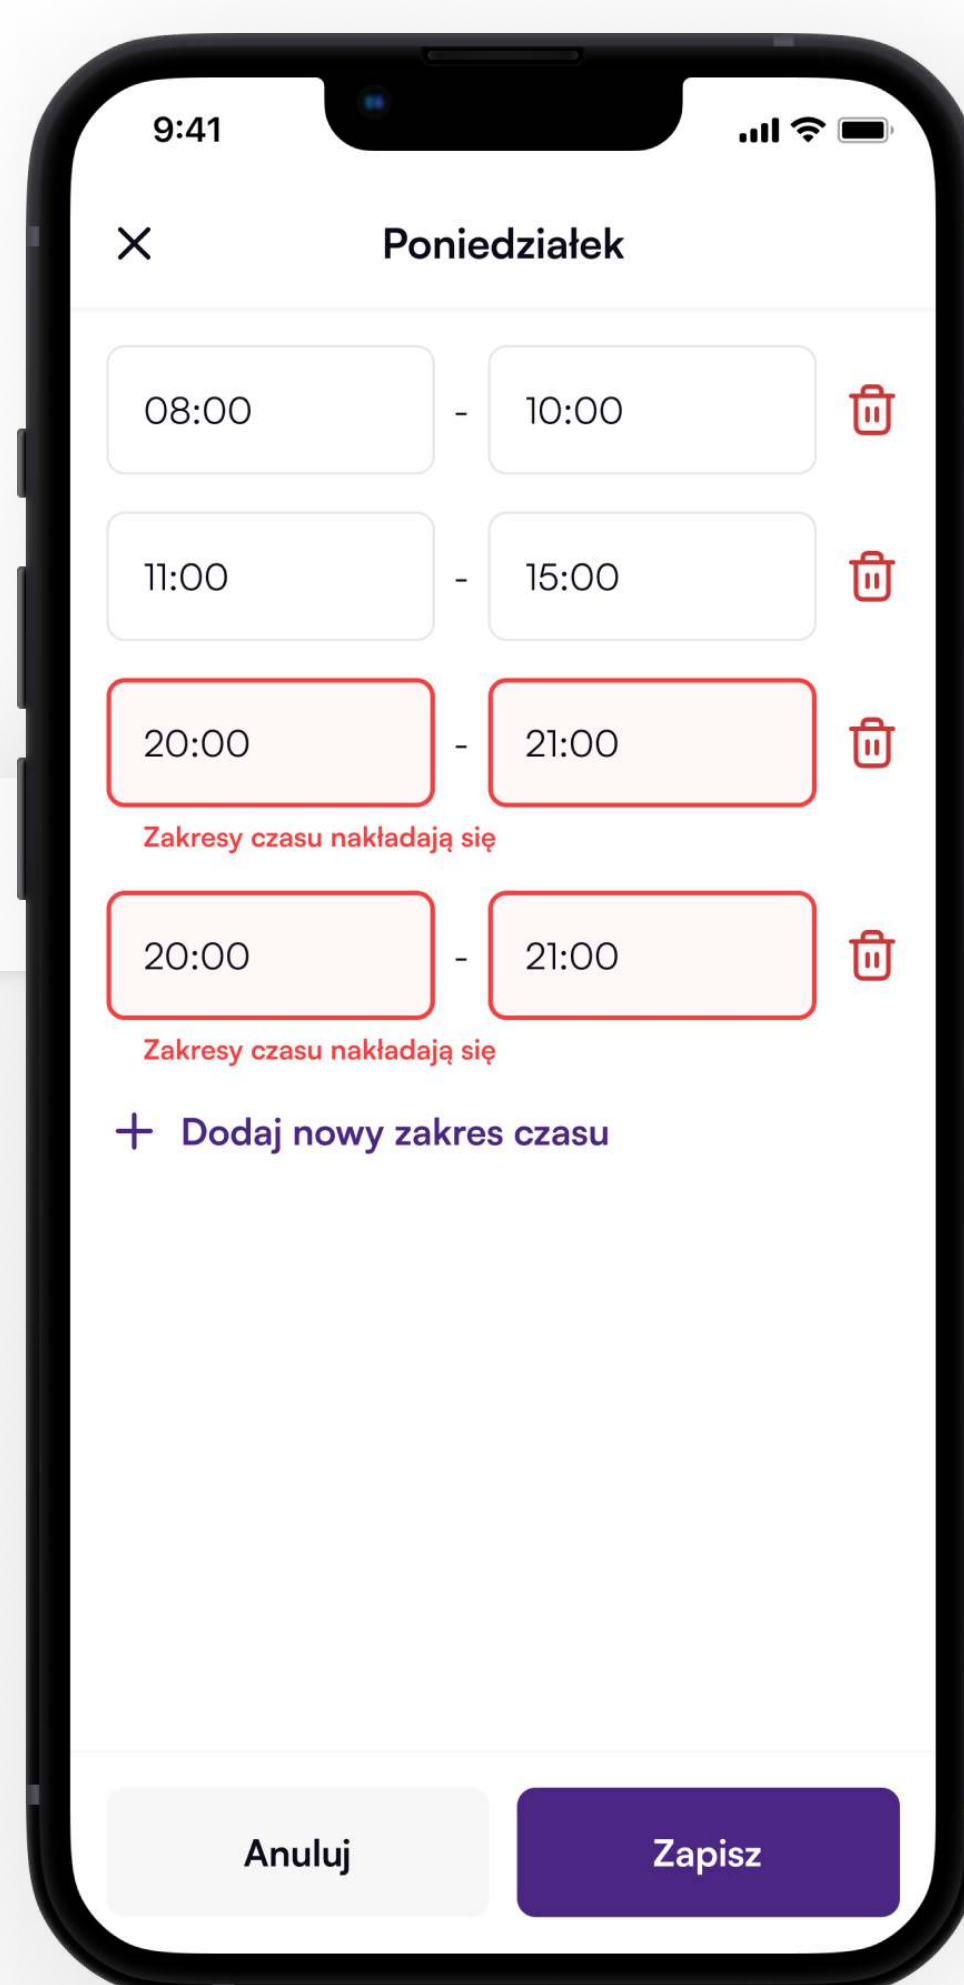 9:41
Poniedziałek
08:00 - 10:00
11:00 - 15:00
20:00 - 21:00
Zakresy czasu nakładają się
20:00 - 21:00
Zakresy czasu nakładają się
+ Dodaj nowy zakres czasu
Anuluj Zapisz